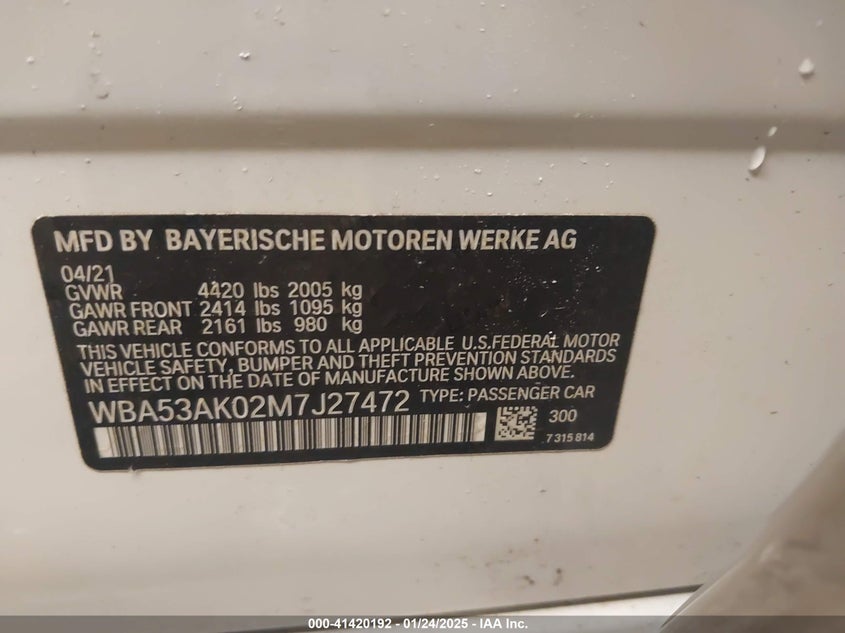 MFD BY BAYERISCHE MOTOREN WERKE AG
04/21
GVWR 4420 lbs 2005 kg
GAWR FRONT 2414 lbs 1095 kg
GAWR REAR 2161 lbs 980 kg
THIS VEHICLE CONFORMS TO ALL APPLICABLE U.S.FEDERAL MOTOR
VEHICLE SAFETY, BUMPER AND THEFT PREVENTION STANDARDS
IN EFFECT ON THE DATE OF MANUFACTURE SHOWN ABOVE.
WBA53AK02M7J27472 TYPE: PASSENGER CAR
300
7 315 814
000-41420192 - 01/24/2025 - IAA Inc.